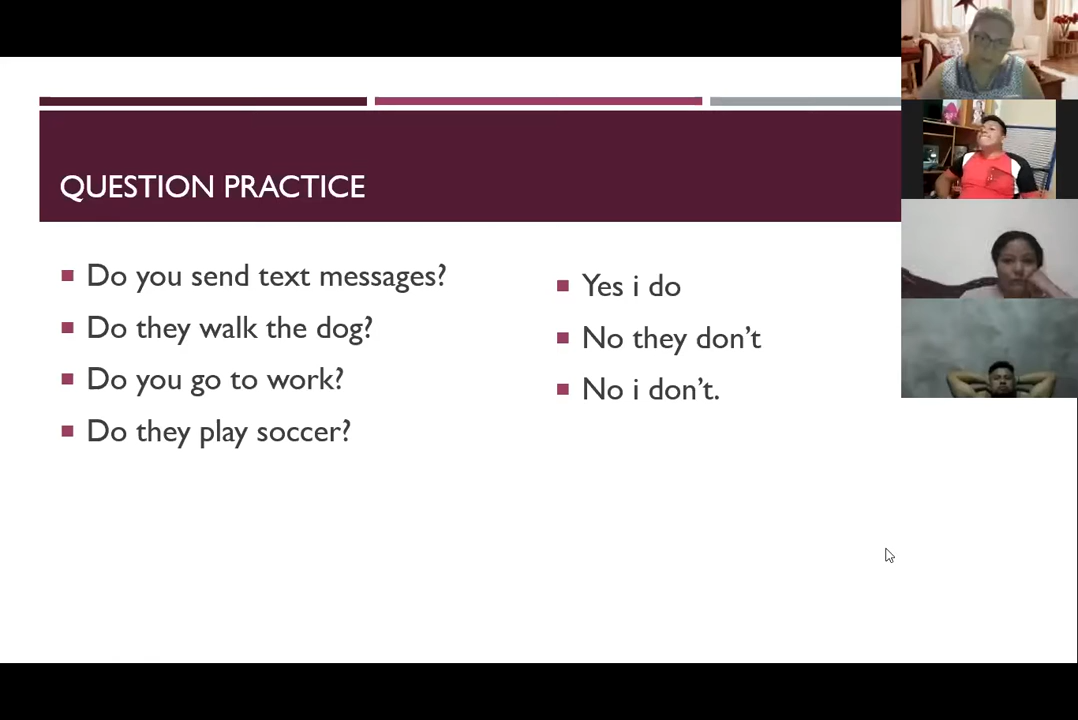 QUESTION PRACTICE
Do you send text messages?
Do they walk the dog?
Do you go to work?
Do they play soccer?
Yes i do
No they don't
No i don't.